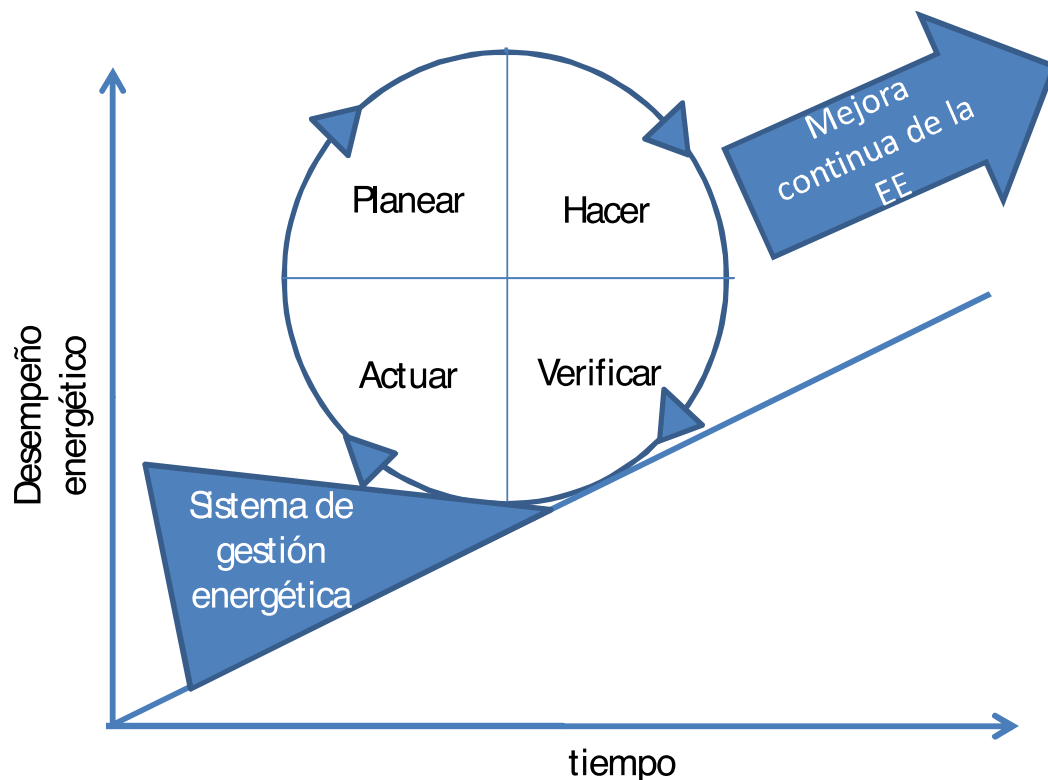 Mejora
continua de la
EE
Planear
Hacer
Actuar
Verificar
Desempeño
energético
Sistema de
gestión
energética
tiempo